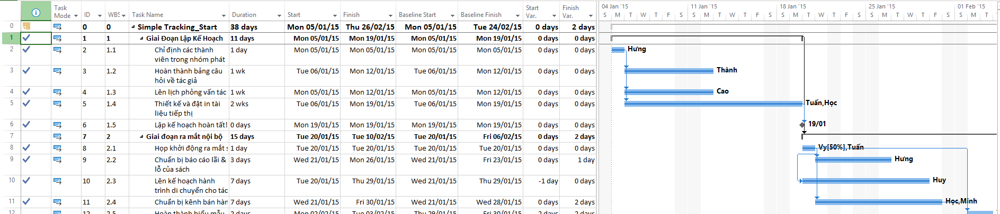 Task Mode ID WBS Task Name Duration Start Finish Baseline Start Baseline Finish Start Var. Finish Var.
04 Jan '15 11 Jan '15 18 Jan '15 25 Jan '15 01 Feb '15
S M T W T F S S M T W T F S S M T W T F S S M T W T F S S M T
0 0 0 Simple Tracking_Start 38 days Mon 05/01/15 Thu 26/02/15 Mon 05/01/15 Tue 24/02/15 0 days 2 days
1 1 1 Giai Đoạn Lập Kế Hoạch 11 days Mon 05/01/15 Mon 19/01/15 Mon 05/01/15 Mon 19/01/15 0 days 0 days
2 2 1.1 Chỉ định các thành viên trong nhóm phát 1 day Mon 05/01/15 Mon 05/01/15 Mon 05/01/15 Mon 05/01/15 0 days 0 days Hưng
3 3 1.2 Hoàn thành bảng câu hỏi về tác giả 1 wk Tue 06/01/15 Mon 12/01/15 Tue 06/01/15 Mon 12/01/15 0 days 0 days Thành
4 4 1.3 Lên lịch phỏng vấn tác 1 wk Mon 05/01/15 Mon 12/01/15 Mon 05/01/15 Mon 12/01/15 0 days 0 days Cao
5 5 1.4 Thiết kế và đặt in tài liệu tiếp thị 2 wks Tue 06/01/15 Mon 19/01/15 Tue 06/01/15 Mon 19/01/15 0 days 0 days Tuấn,Học
6 6 1.5 Lập kế hoạch hoàn tất! 0 days Mon 19/01/15 Mon 19/01/15 Mon 19/01/15 Mon 19/01/15 0 days 0 days 19/01
7 7 2 Giai đoạn ra mắt nội bộ 15 days Tue 20/01/15 Tue 10/02/15 Tue 20/01/15 Fri 06/02/15 0 days 2 days
8 8 2.1 Họp khởi động ra mắt s 1 day Tue 20/01/15 Tue 20/01/15 Tue 20/01/15 Tue 20/01/15 0 days 0 days Vy[50%],Tuấn
9 9 2.2 Chuẩn bị báo cáo lãi & lỗ của sách 3 days Wed 21/01/15 Mon 26/01/15 Wed 21/01/15 Fri 23/01/15 0 days 1 day Hưng
10 10 2.3 Lên kế hoạch hành trình di chuyển cho tác 7 days Tue 20/01/15 Thu 29/01/15 Wed 21/01/15 Thu 29/01/15 -1 day 0 days Huy
11 11 2.4 Chuẩn bị kênh bán hàn 7 days Wed 21/01/15 Fri 30/01/15 Wed 21/01/15 Wed 28/01/15 0 days 2 days Học,Minh
12 12 2.5 Hoàn thành biểu mẫu 2 days Mon 02/02/15 Tue 03/02/15 Thu 29/01/15 Fri 30/01/15 2 days 2 days